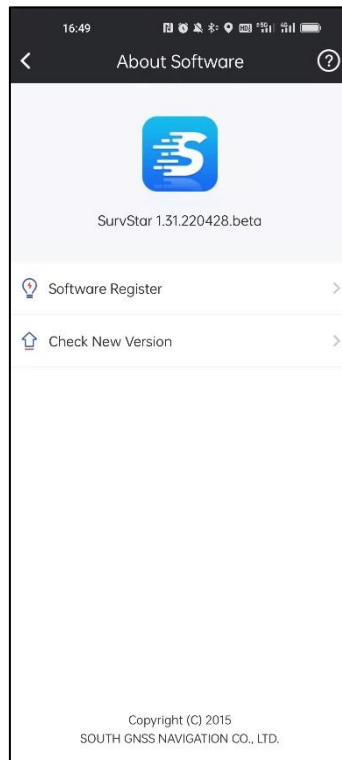 16:49
About Software
SurvStar 1.31.220428.beta
Software Register
Check New Version
Copyright (C) 2015
SOUTH GNSS NAVIGATION CO., LTD.